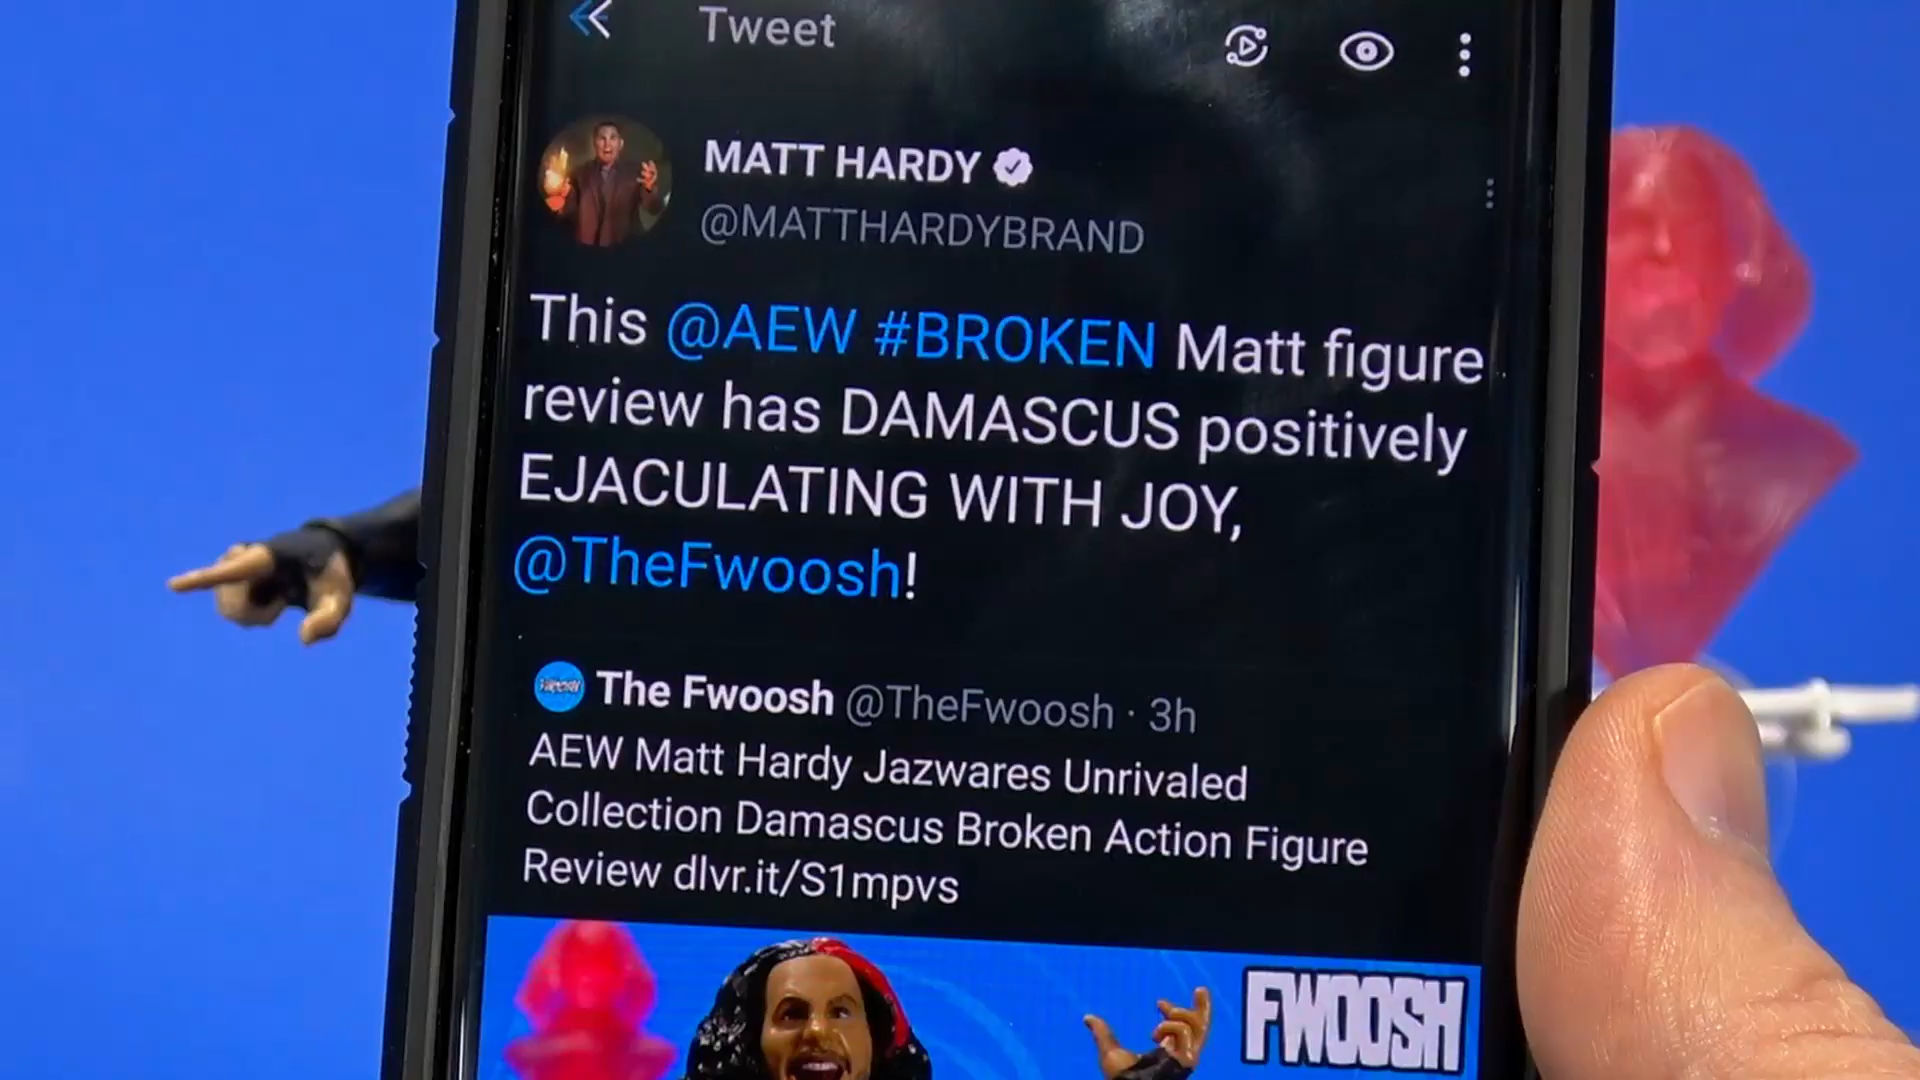 Tweet
MATT HARDY
@MATTHARDYBRAND
This @AEW #BROKEN Matt figure
review has DAMASCUS positively
EJACULATING WITH JOY,
@TheFwoosh!
The Fwoosh @TheFwoosh · 3h
AEW Matt Hardy Jazwares Unrivaled
Collection Damascus Broken Action Figure
Review dlvr.it/S1mpvs
FWOOSH